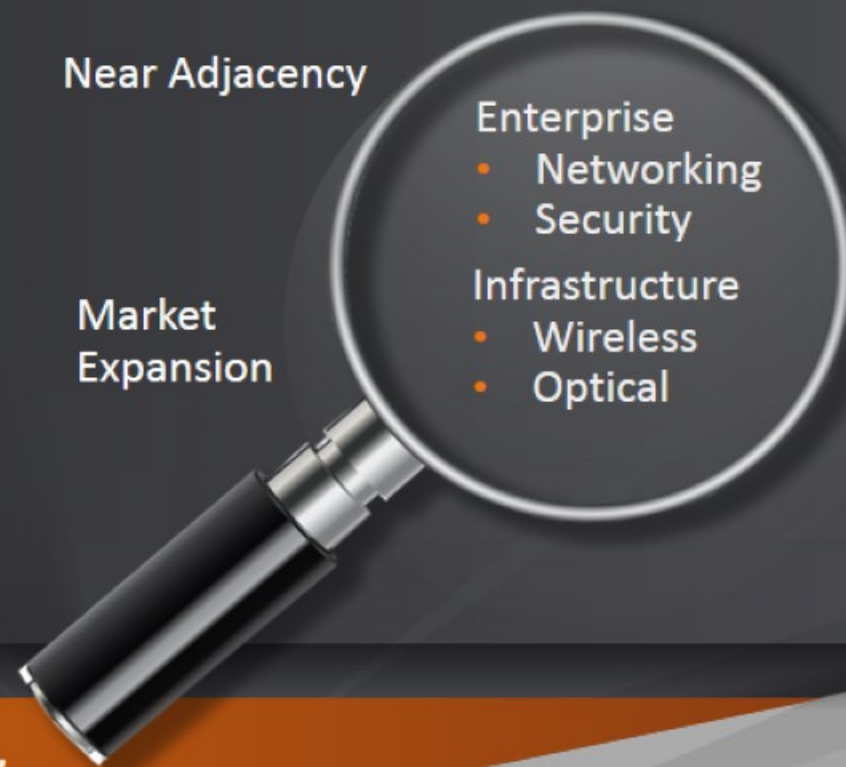 Near Adjacency
Enterprise
• Networking
• Security
Infrastructure
• Wireless
• Optical
Market
Expansion